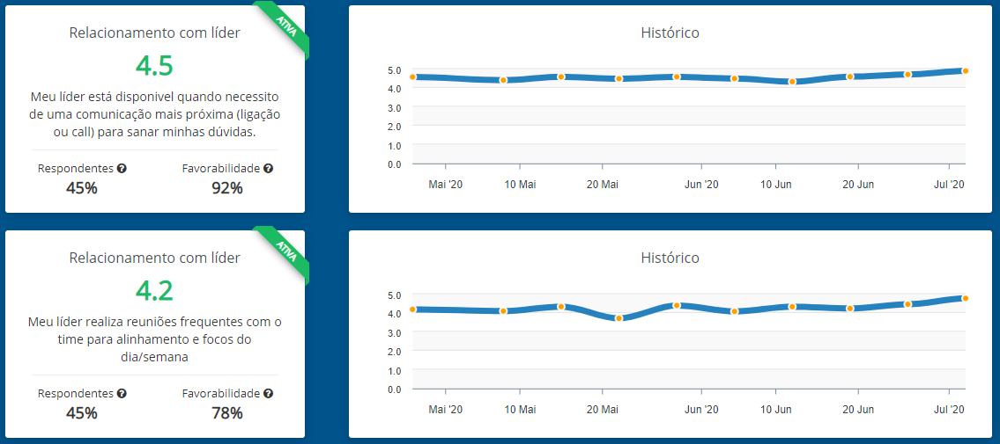 Relacionamento com líder
ATIVA
4.5
Meu líder está disponivel quando necessito
de uma comunicação mais próxima (ligação
ou call) para sanar minhas dúvidas.
Respondentes ?
Favorabilidade ?
45%
92%
Histórico
5.0
4.0
3.0
2.0
1.0
0.0
Mai '20
10 Mai
20 Mai
Jun '20
10 Jun
20 Jun
Jul '20
Relacionamento com líder
ATIVA
4.2
Meu líder realiza reuniões frequentes com o
time para alinhamento e focos do
dia/semana
Respondentes ?
Favorabilidade ?
45%
78%
Histórico
5.0
4.0
3.0
2.0
1.0
0.0
Mai '20
10 Mai
20 Mai
Jun '20
10 Jun
20 Jun
Jul '20